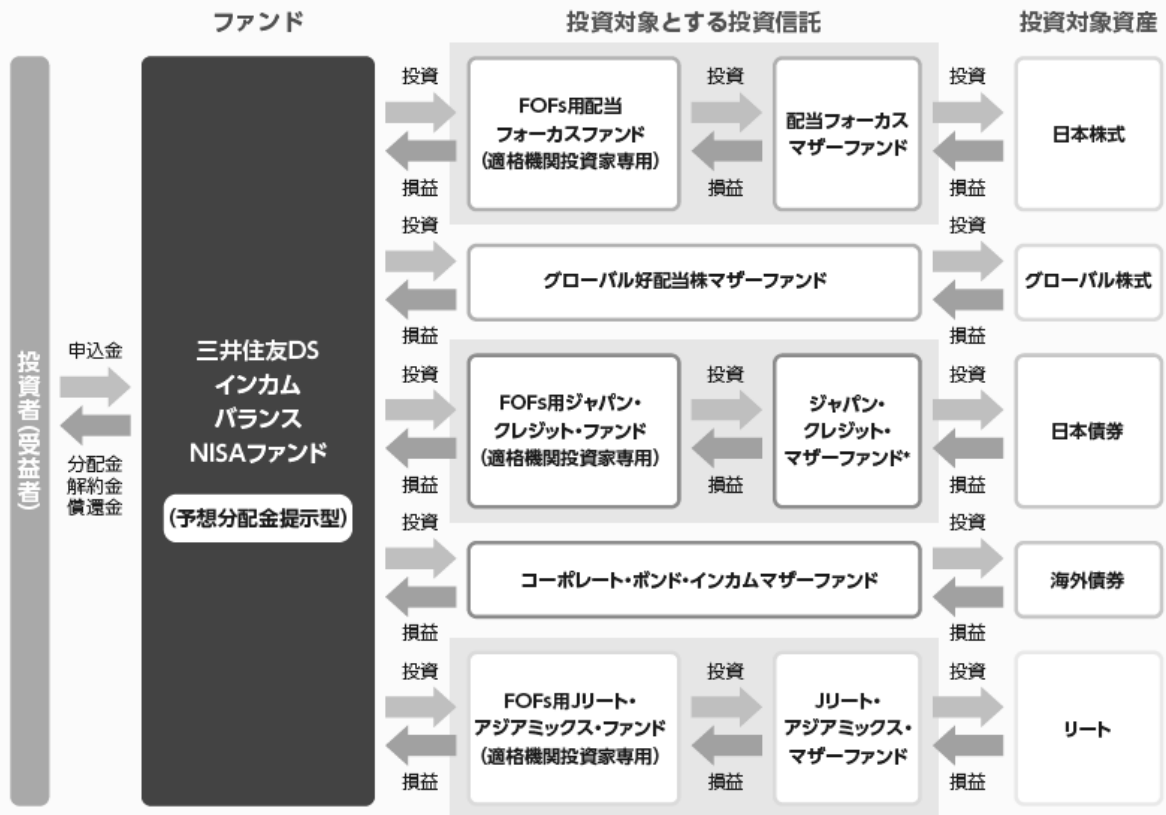 ファンド
投資対象とする投資信託
投資対象資産
投資者(受益者)
申込金
分配金
解約金
償還金
三井住友DS
インカム
バランス
NISAファンド
(予想分配金提示型)
投資
損益
FOFs用配当
フォーカスファンド
(適格機関投資家専用)
投資
損益
配当フォーカス
マザーファンド
投資
損益
日本株式
投資
損益
グローバル好配当株マザーファンド
投資
損益
グローバル株式
投資
損益
FOFs用ジャパン・
クレジット・ファンド
(適格機関投資家専用)
投資
損益
ジャパン・
クレジット・
マザーファンド*
投資
損益
日本債券
投資
損益
コーポレート・ボンド・インカムマザーファンド
投資
損益
海外債券
投資
損益
FOFs用Jリート・
アジアミックス・ファンド
(適格機関投資家専用)
投資
損益
Jリート・
アジアミックス・
マザーファンド
投資
損益
リート